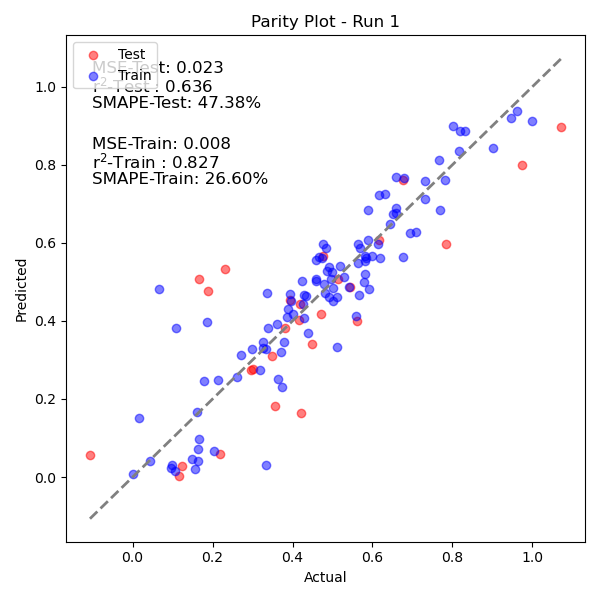 Parity Plot - Run 1
Test
Train
MSE-Test: 0.023
r²-Test : 0.636
SMAPE-Test: 47.38%
MSE-Train: 0.008
r²-Train : 0.827
SMAPE-Train: 26.60%
Predicted
1.0
0.8
0.6
0.4
0.2
0.0
0.0 0.2 0.4 0.6 0.8 1.0
Actual